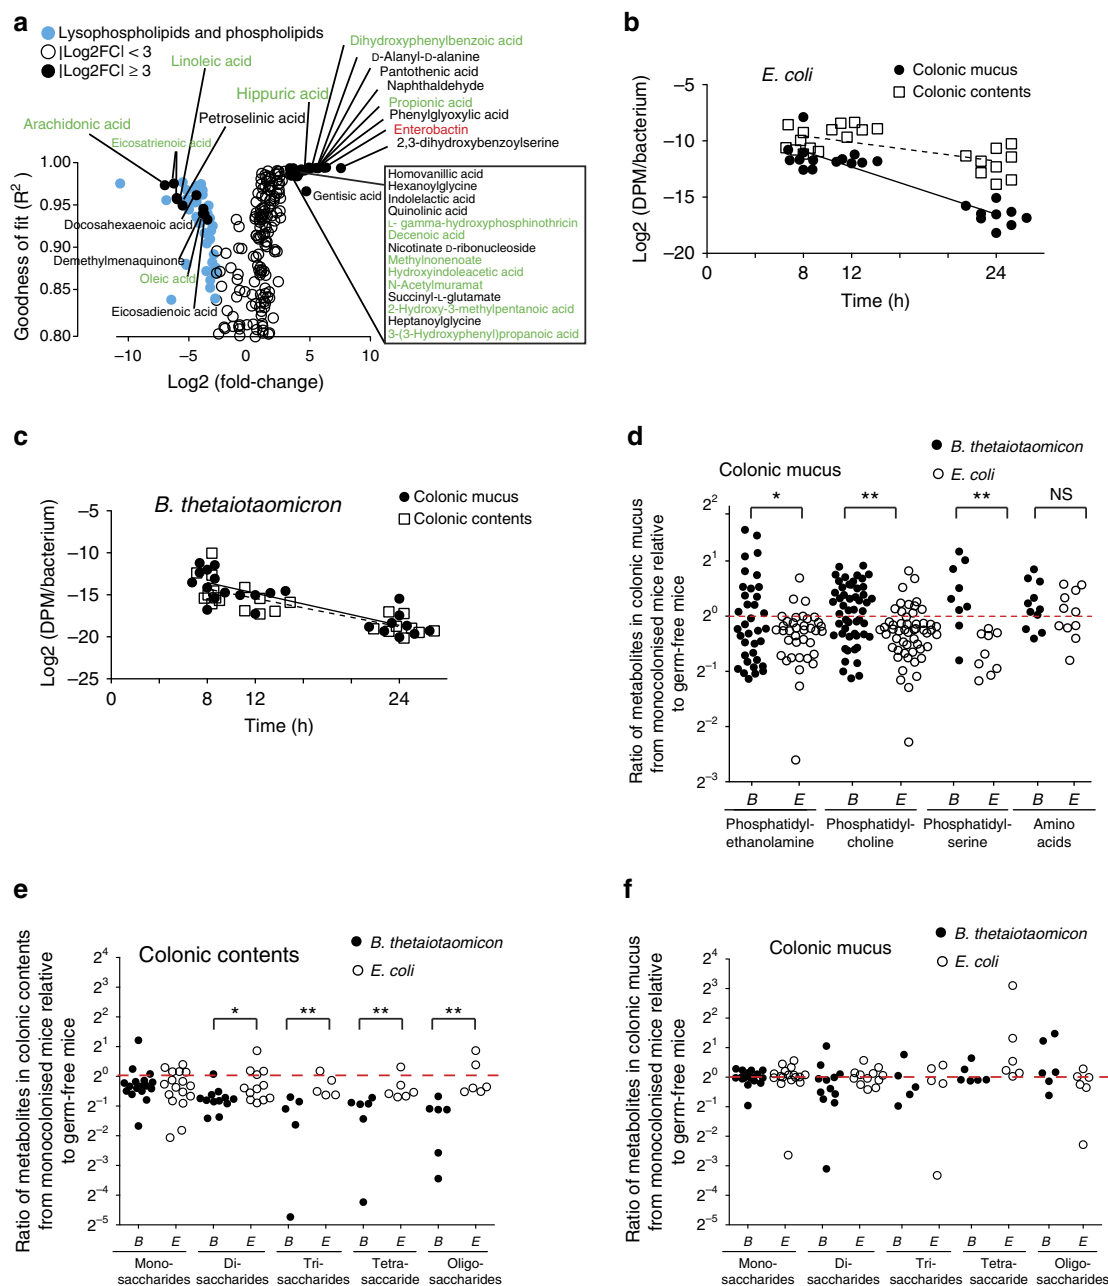 a
Lysophospholipids and phospholipids
|Log2FC| < 3
|Log2FC| ≥ 3
Linoleic acid
Hippuric acid
Arachidonic acid
Eicosatrienoic acid
Petroselinic acid
Dihydroxyphenylbenzoic acid
D-Alanyl-D-alanine
Pantothenic acid
Naphthaldehyde
Propionic acid
Phenylglyoxylic acid
Enterobactin
2,3-dihydroxybenzoylserine
Gentisic acid
Homovanillic acid
Hexanoylglycine
Indolelactic acid
Quinolinic acid
L- gamma-hydroxyphosphinothricin
Decenoic acid
Nicotinate D-ribonucleoside
Methylnonenoate
Hydroxyindoleacetic acid
N-Acetylmuramat
Succinyl-L-glutamate
2-Hydroxy-3-methylpentanoic acid
Heptanoylglycine
3-(3-Hydroxyphenyl)propanoic acid
Docosahexaenoic acid
Demethylmenaquinone
Oleic acid
Eicosadienoic acid
Goodness of fit (R²)
1.00
0.95
0.90
0.85
0.80
−10
−5
0
5
10
Log2 (fold-change)
b
E. coli
Colonic mucus
Colonic contents
Log2 (DPM/bacterium)
−5
−10
−15
−20
0
8
12
24
Time (h)
c
B. thetaiotaomicron
Colonic mucus
Colonic contents
Log2 (DPM/bacterium)
−5
−10
−15
−20
−25
0
8
12
24
Time (h)
d
B. thetaiotaomicon
E. coli
Colonic mucus
Ratio of metabolites in colonic mucus
from monocolonised mice relative
to germ-free mice
2²
2¹
2⁰
2⁻¹
2⁻²
2⁻³
*
**
**
NS
B E B E B E B E
Phosphatidyl-
ethanolamine
Phosphatidyl-
choline
Phosphatidyl-
serine
Amino
acids
e
B. thetaiotaomicon
E. coli
Colonic contents
Ratio of metabolites in colonic contents
from monocolonised mice relative
to germ-free mice
2⁴
2³
2²
2¹
2⁰
2⁻¹
2⁻²
2⁻³
2⁻⁴
2⁻⁵
*
**
**
**
B E B E B E B E B E
Mono-
saccharides
Di-
saccharides
Tri-
saccharides
Tetra-
saccaride
Oligo-
saccharides
f
B. thetaiotaomicon
E. coli
Colonic mucus
Ratio of metabolites in colonic mucus
from monocolonised mice relative
to germ-free mice
2⁴
2³
2²
2¹
2⁰
2⁻¹
2⁻²
2⁻³
2⁻⁴
2⁻⁵
B E B E B E B E B E
Mono-
saccharides
Di-
saccharides
Tri-
saccharides
Tetra-
saccaride
Oligo-
saccharides